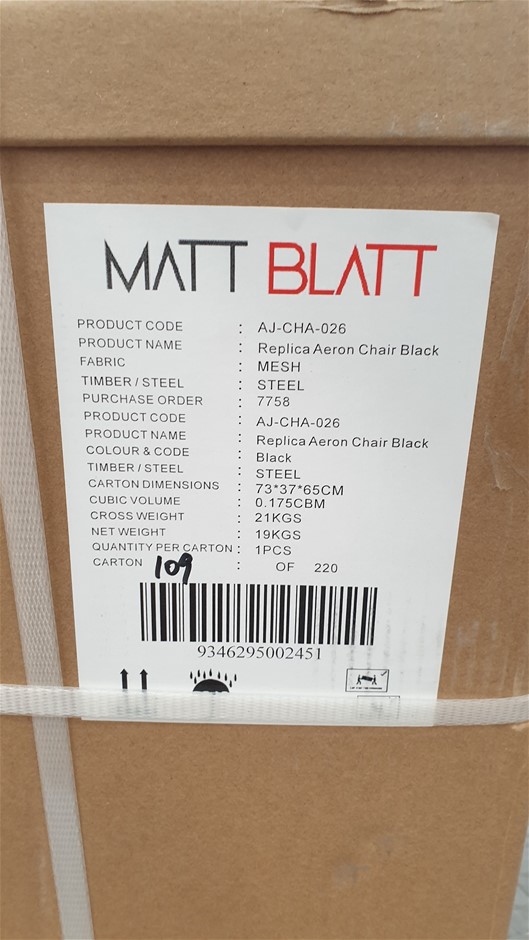 MATT BLATT
PRODUCT CODE : AJ-CHA-026
PRODUCT NAME : Replica Aeron Chair Black
FABRIC : MESH
TIMBER / STEEL : STEEL
PURCHASE ORDER : 7758
PRODUCT CODE : AJ-CHA-026
PRODUCT NAME : Replica Aeron Chair Black
COLOUR & CODE : Black
TIMBER / STEEL : STEEL
CARTON DIMENSIONS : 73*37*65CM
CUBIC VOLUME : 0.175CBM
CROSS WEIGHT : 21KGS
NET WEIGHT : 19KGS
QUANTITY PER CARTON : 1PCS
CARTON 109 : OF 220
9346295002451